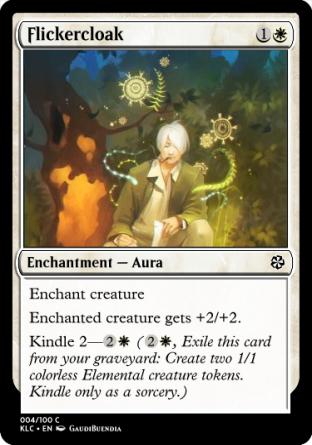 Flickercloak 1
Enchantment — Aura
Enchant creature
Enchanted creature gets +2/+2.
Kindle 2—2 ( 2 , Exile this card
from your graveyard: Create two 1/1
colorless Elemental creature tokens.
Kindle only as a sorcery.)
004/100 C
KLC • EN GaudiBuendia